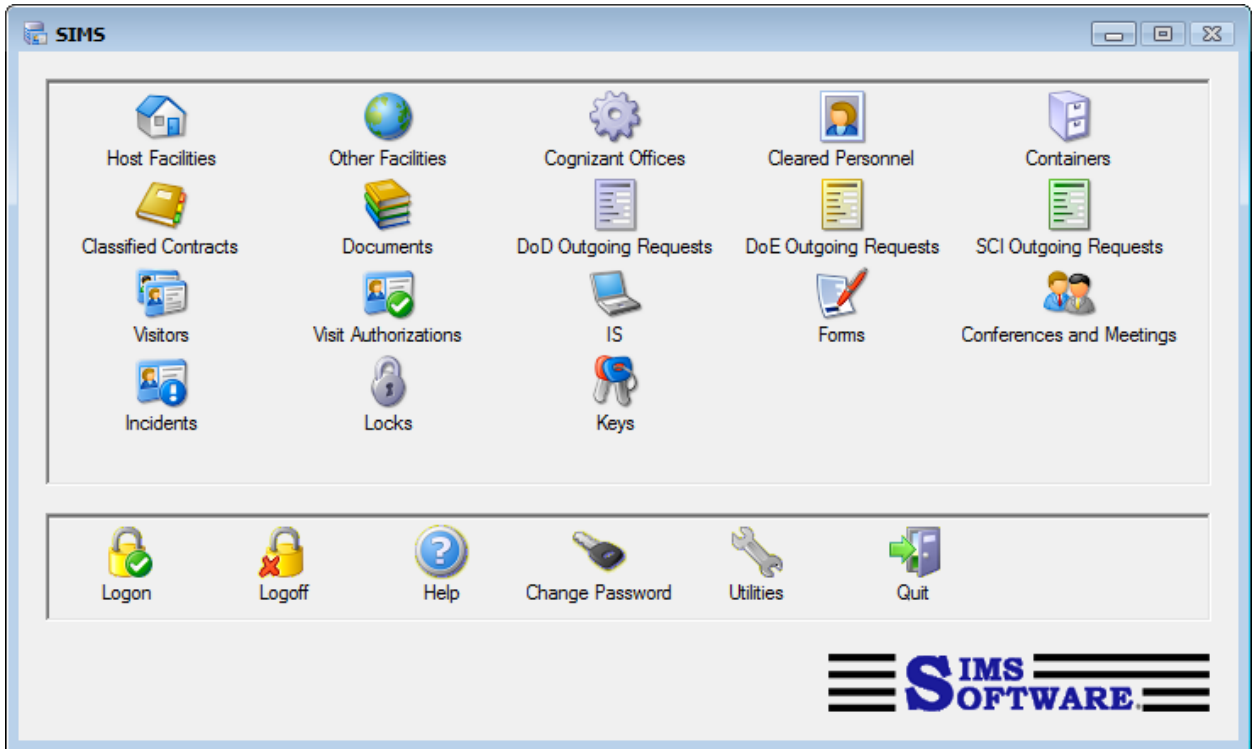 SIMS
Host Facilities Other Facilities Cognizant Offices Cleared Personnel Containers
Classified Contracts Documents DoD Outgoing Requests DoE Outgoing Requests SCI Outgoing Requests
Visitors Visit Authorizations IS Forms Conferences and Meetings
Incidents Locks Keys
Logon Logoff Help Change Password Utilities Quit
SIMS
SOFTWARE.